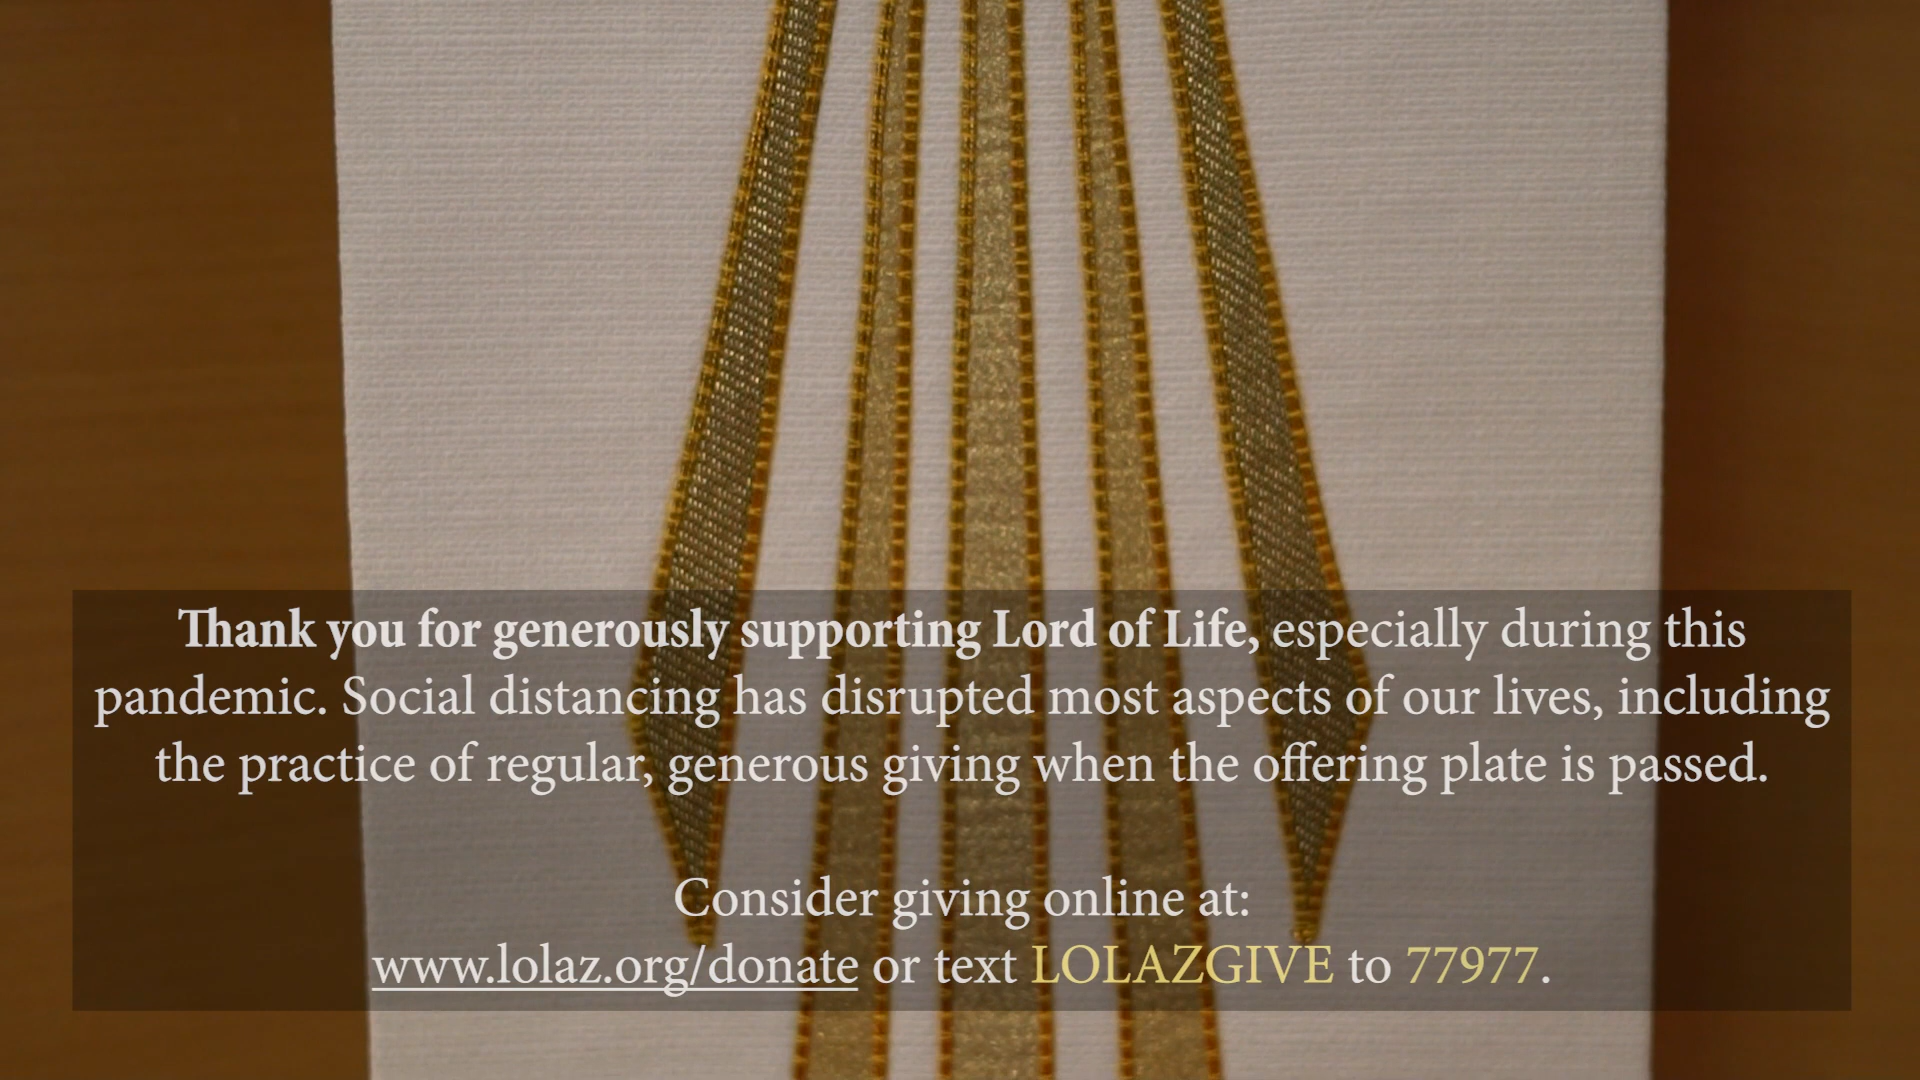 Thank you for generously supporting Lord of Life, especially during this
pandemic. Social distancing has disrupted most aspects of our lives, including
the practice of regular, generous giving when the offering plate is passed.
Consider giving online at:
www.lolaz.org/donate or text LOLAZGIVE to 77977.